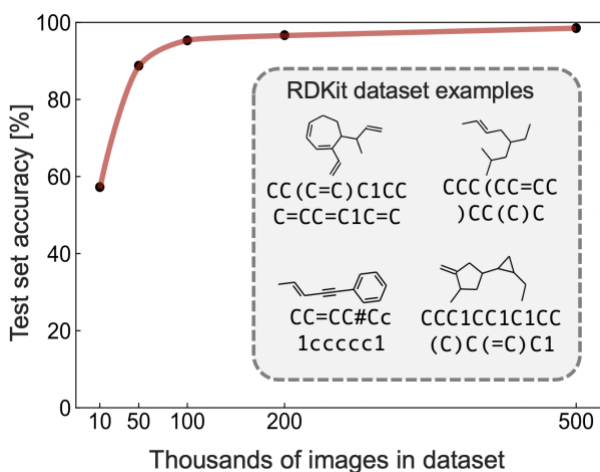 Test set accuracy [%]
100
80
60
40
20
0
RDKit dataset examples
CC(C=C)C1CC
C=CC=C1C=C
CCC(CC=CC
)CC(C)C
CC=CC#Cc
1ccccc1
CCC1CC1C1CC
(C)C(=C)C1
10 50 100 200 500
Thousands of images in dataset